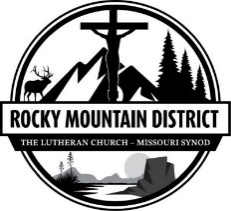 ROCKY MOUNTAIN DISTRICT
THE LUTHERAN CHURCH – MISSOURI SYNOD